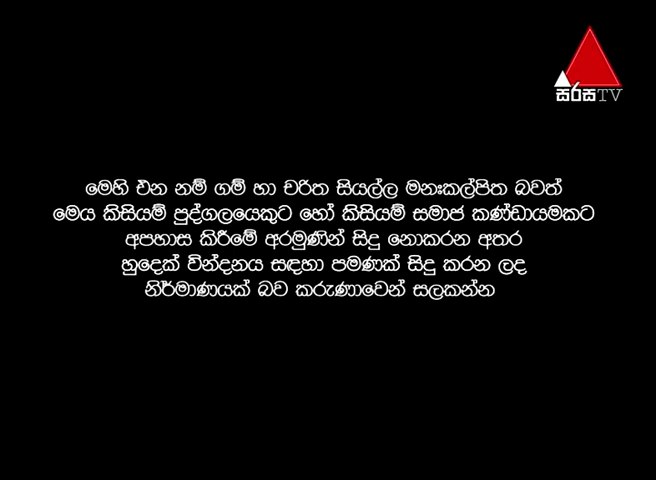 සිරසTV
මෙහි එන නම් ගම් හා චරිත සියල්ල මනඃකල්පිත බවත්
මෙය කිසියම් පුද්ගලයෙකුට හෝ කිසියම් සමාජ කණ්ඩායමකට
අපහාස කිරීමේ අරමුණින් සිදු නොකරන අතර
හුදෙක් වින්දනය සඳහා පමණක් සිදු කරන ලද
නිර්මාණයක් බව කරුණාවෙන් සලකන්න